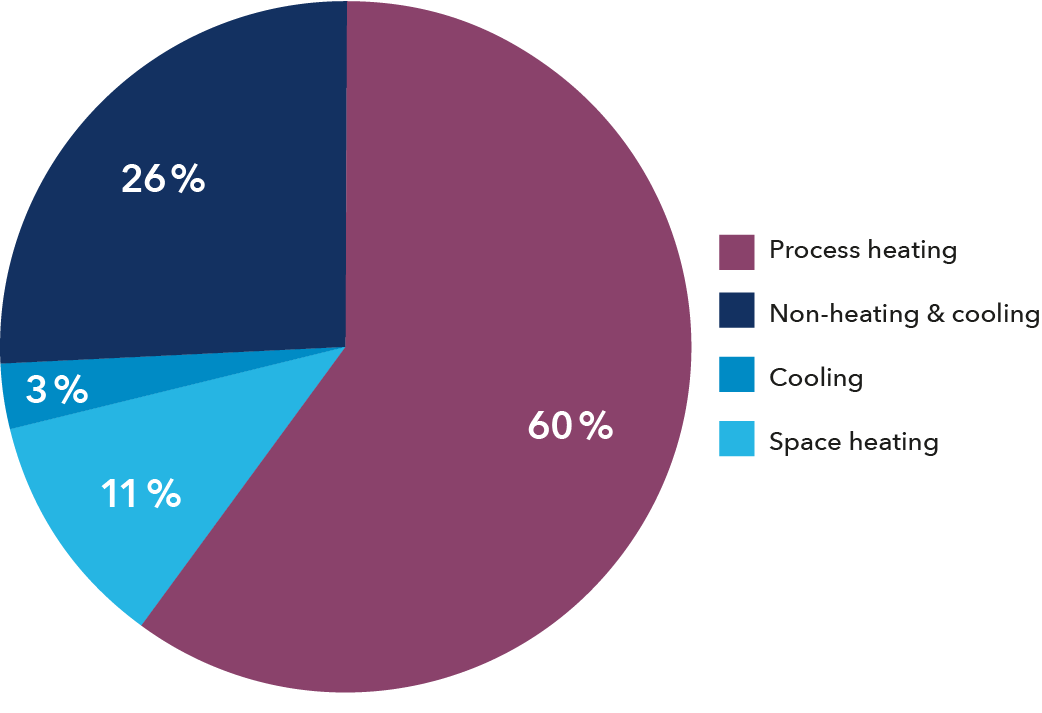 26 %
3 %
11 %
60 %
Process heating
Non-heating & cooling
Cooling
Space heating